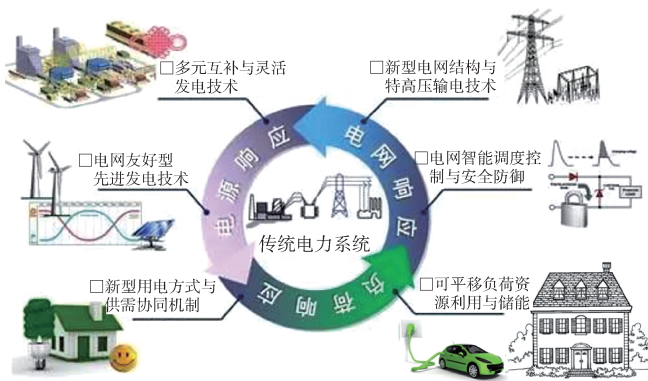 □多元互补与灵活
发电技术
□新型电网结构与
特高压输电技术
□电网友好型
先进发电技术
□电网智能调度控
制与安全防御
电源响应
电网响应
传统电力系统
□新型用电方式与
供需协同机制
负荷响应
□可平移负荷资
源利用与储能